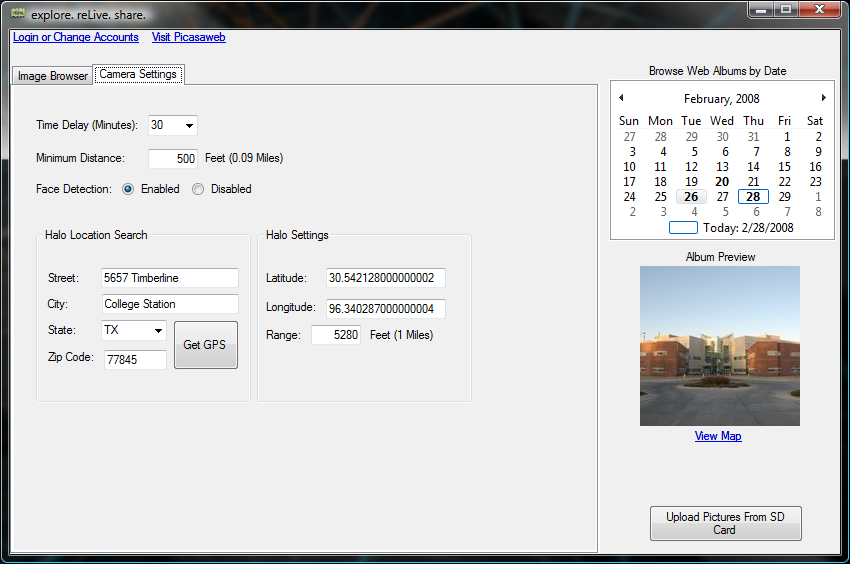 explore. reLive. share.
Login or Change Accounts Visit Picasaweb
Image Browser Camera Settings
Time Delay (Minutes): 30
Minimum Distance: 500 Feet (0.09 Miles)
Face Detection: Enabled Disabled
Halo Location Search
Street: 5657 Timberline
City: College Station
State: TX
Zip Code: 77845
Get GPS
Halo Settings
Latitude: 30.542128000000002
Longitude: 96.340287000000004
Range: 5280 Feet (1 Miles)
Browse Web Albums by Date
February, 2008
Sun Mon Tue Wed Thu Fri Sat
27 28 29 30 31 1 2
3 4 5 6 7 8 9
10 11 12 13 14 15 16
17 18 19 20 21 22 23
24 25 26 27 28 29 1
2 3 4 5 6 7 8
Today: 2/28/2008
Album Preview
View Map
Upload Pictures From SD
Card